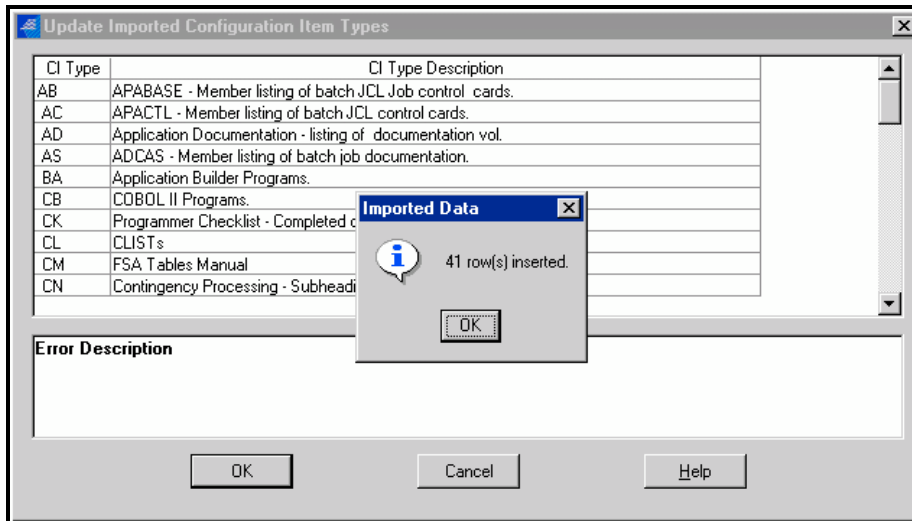 Update Imported Configuration Item Types
CI Type CI Type Description
AB APABASE - Member listing of batch JCL Job control cards.
AC APACTL - Member listing of batch JCL control cards.
AD Application Documentation - listing of documentation vol.
AS ADCAS - Member listing of batch job documentation.
BA Application Builder Programs.
CB COBOL II Programs.
CK Programmer Checklist - Completed
CL CLISTs
CM FSA Tables Manual
CN Contingency Processing -
Imported Data
41 row(s) inserted.
OK
Error Description
OK Cancel Help